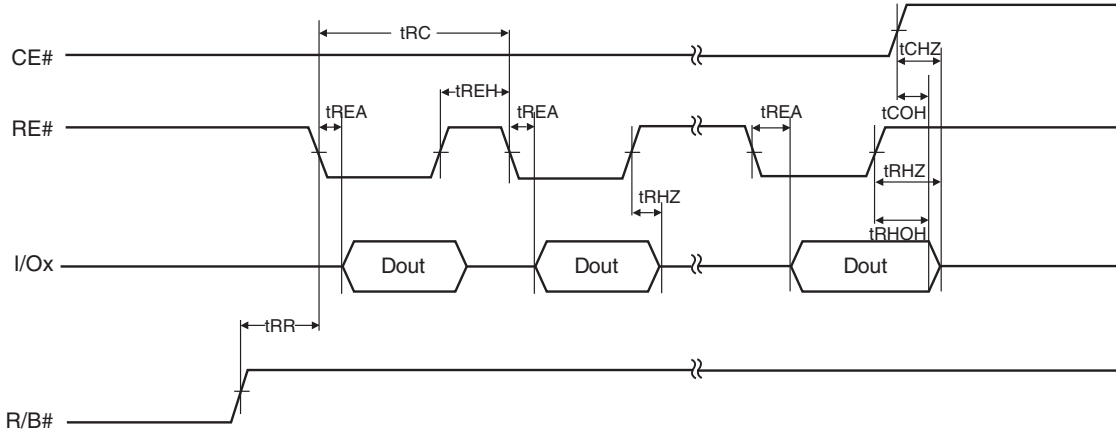 tRC
tCHZ
CE#
tREH
tREA
tREA
tREA
tCOH
RE#
tRHZ
tRHZ
tRHOH
I/Ox
Dout
Dout
Dout
tRR
R/B#